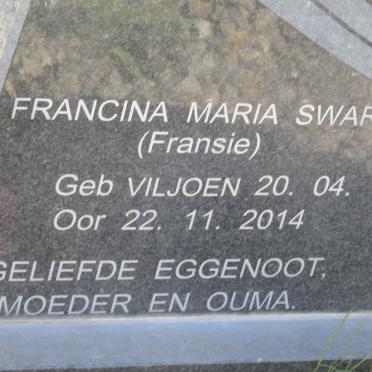 FRANCINA MARIA SWAR
(Fransie)
Geb VILJOEN 20. 04.
Oor 22. 11. 2014
GELIEFDE EGGENOOT,
MOEDER EN OUMA.